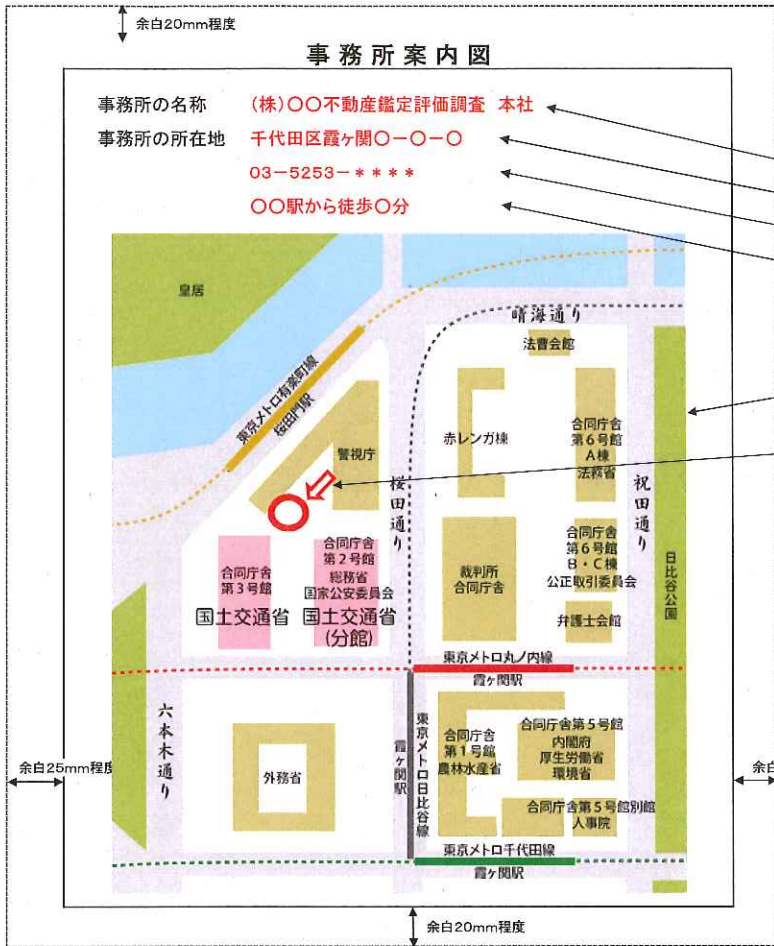 余白20mm程度
事務所案内図
事務所の名称 (株)〇〇不動産鑑定評価調査 本社
事務所の所在地 千代田区霞ヶ関〇－〇－〇
03－5253－＊＊＊＊
〇〇駅から徒歩〇分
皇居
晴海通り
法曹会館
東京メトロ有楽町線
桜田門駅
警視庁
桜田通り
赤レンガ棟
合同庁舎
第6号館
A棟
法務省
祝田通り
合同庁舎
第3号館
国土交通省
合同庁舎
第2号館
総務省
国家公安委員会
国土交通省
(分館)
裁判所
合同庁舎
合同庁舎
第6号館
B・C棟
公正取引委員会
弁護士会館
日比谷公園
東京メトロ丸ノ内線
霞ヶ関駅
六本木通り
外務省
霞ヶ関駅
東京メトロ日比谷線
合同庁舎
第1号館
農林水産省
合同庁舎第5号館
内閣府
厚生労働省
環境省
合同庁舎第5号館別館
人事院
余白25mm程度
余白
東京メトロ千代田線
霞ヶ関駅
余白20mm程度